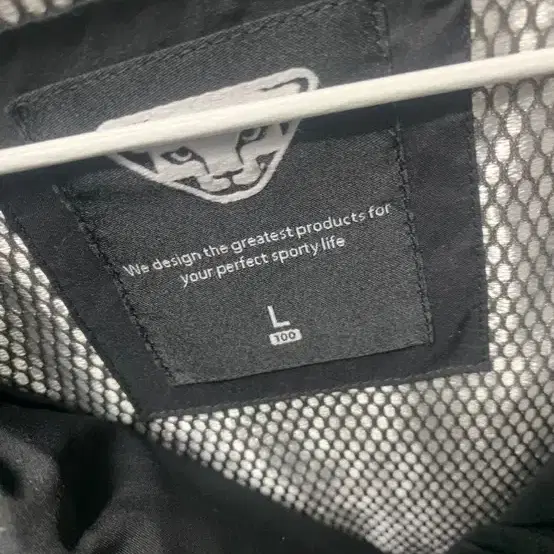 We design the greatest products for
your perfect sporty life
L
100